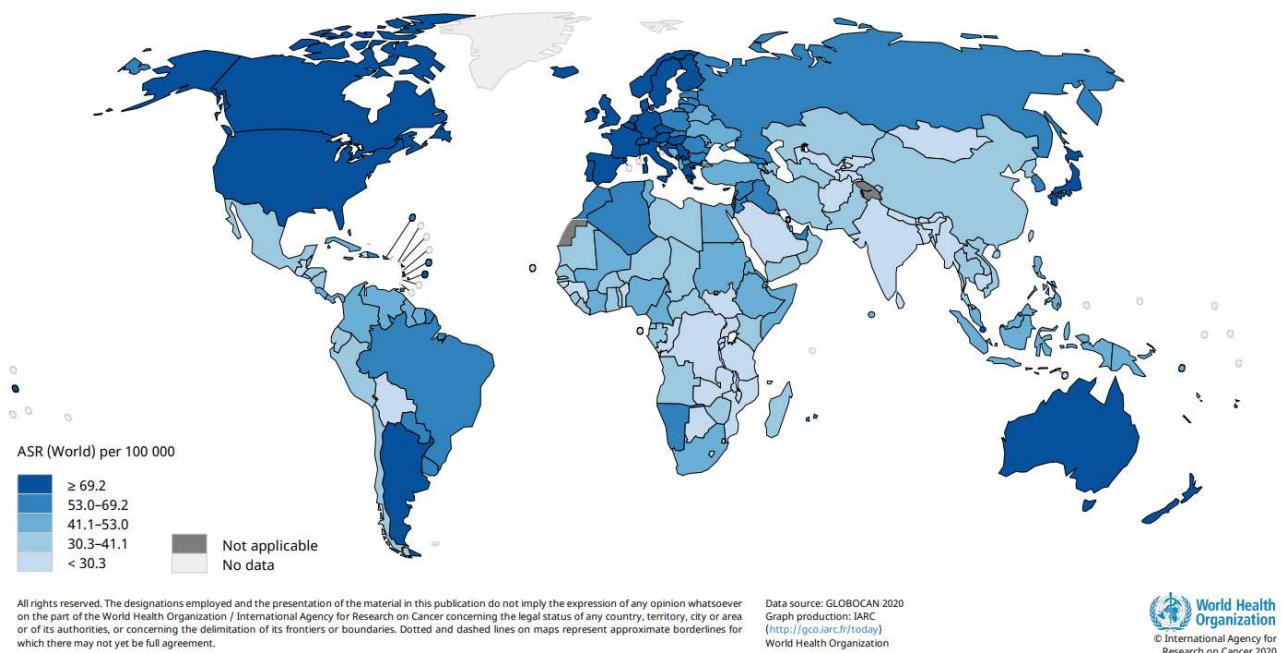 ASR (World) per 100 000
≥ 69.2
53.0–69.2
41.1–53.0
30.3–41.1
< 30.3
Not applicable
No data
All rights reserved. The designations employed and the presentation of the material in this publication do not imply the expression of any opinion whatsoever
on the part of the World Health Organization / International Agency for Research on Cancer concerning the legal status of any country, territory, city or area
or of its authorities, or concerning the delimitation of its frontiers or boundaries. Dotted and dashed lines on maps represent approximate borderlines for
which there may not yet be full agreement.
Data source: GLOBOCAN 2020
Graph production: IARC
(http://gco.iarc.fr/today)
World Health Organization
World Health
Organization
© International Agency for
Research on Cancer 2020